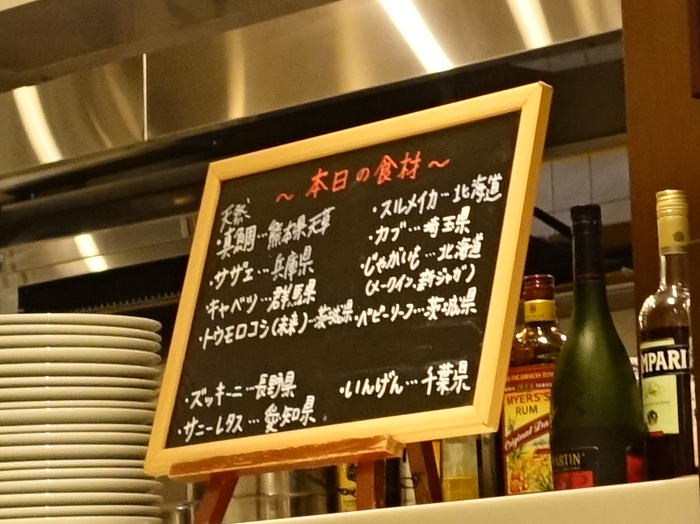 ～本日の食材～
天然
・真鯛…熊本県天草
・サザエ…兵庫県
・キャベツ…群馬県
・トウモロコシ(未来)…茨城県
・ズッキーニ…長野県
・サニーレタス…愛知県
・スルメイカ…北海道
・カブ…埼玉県
・じゃがいも…北海道
(メークイン、新ジャガ)
・ベビーリーフ…茨城県
・いんげん…千葉県
MYERS'S
RUM
Original Dark
MARTIN
MPARI